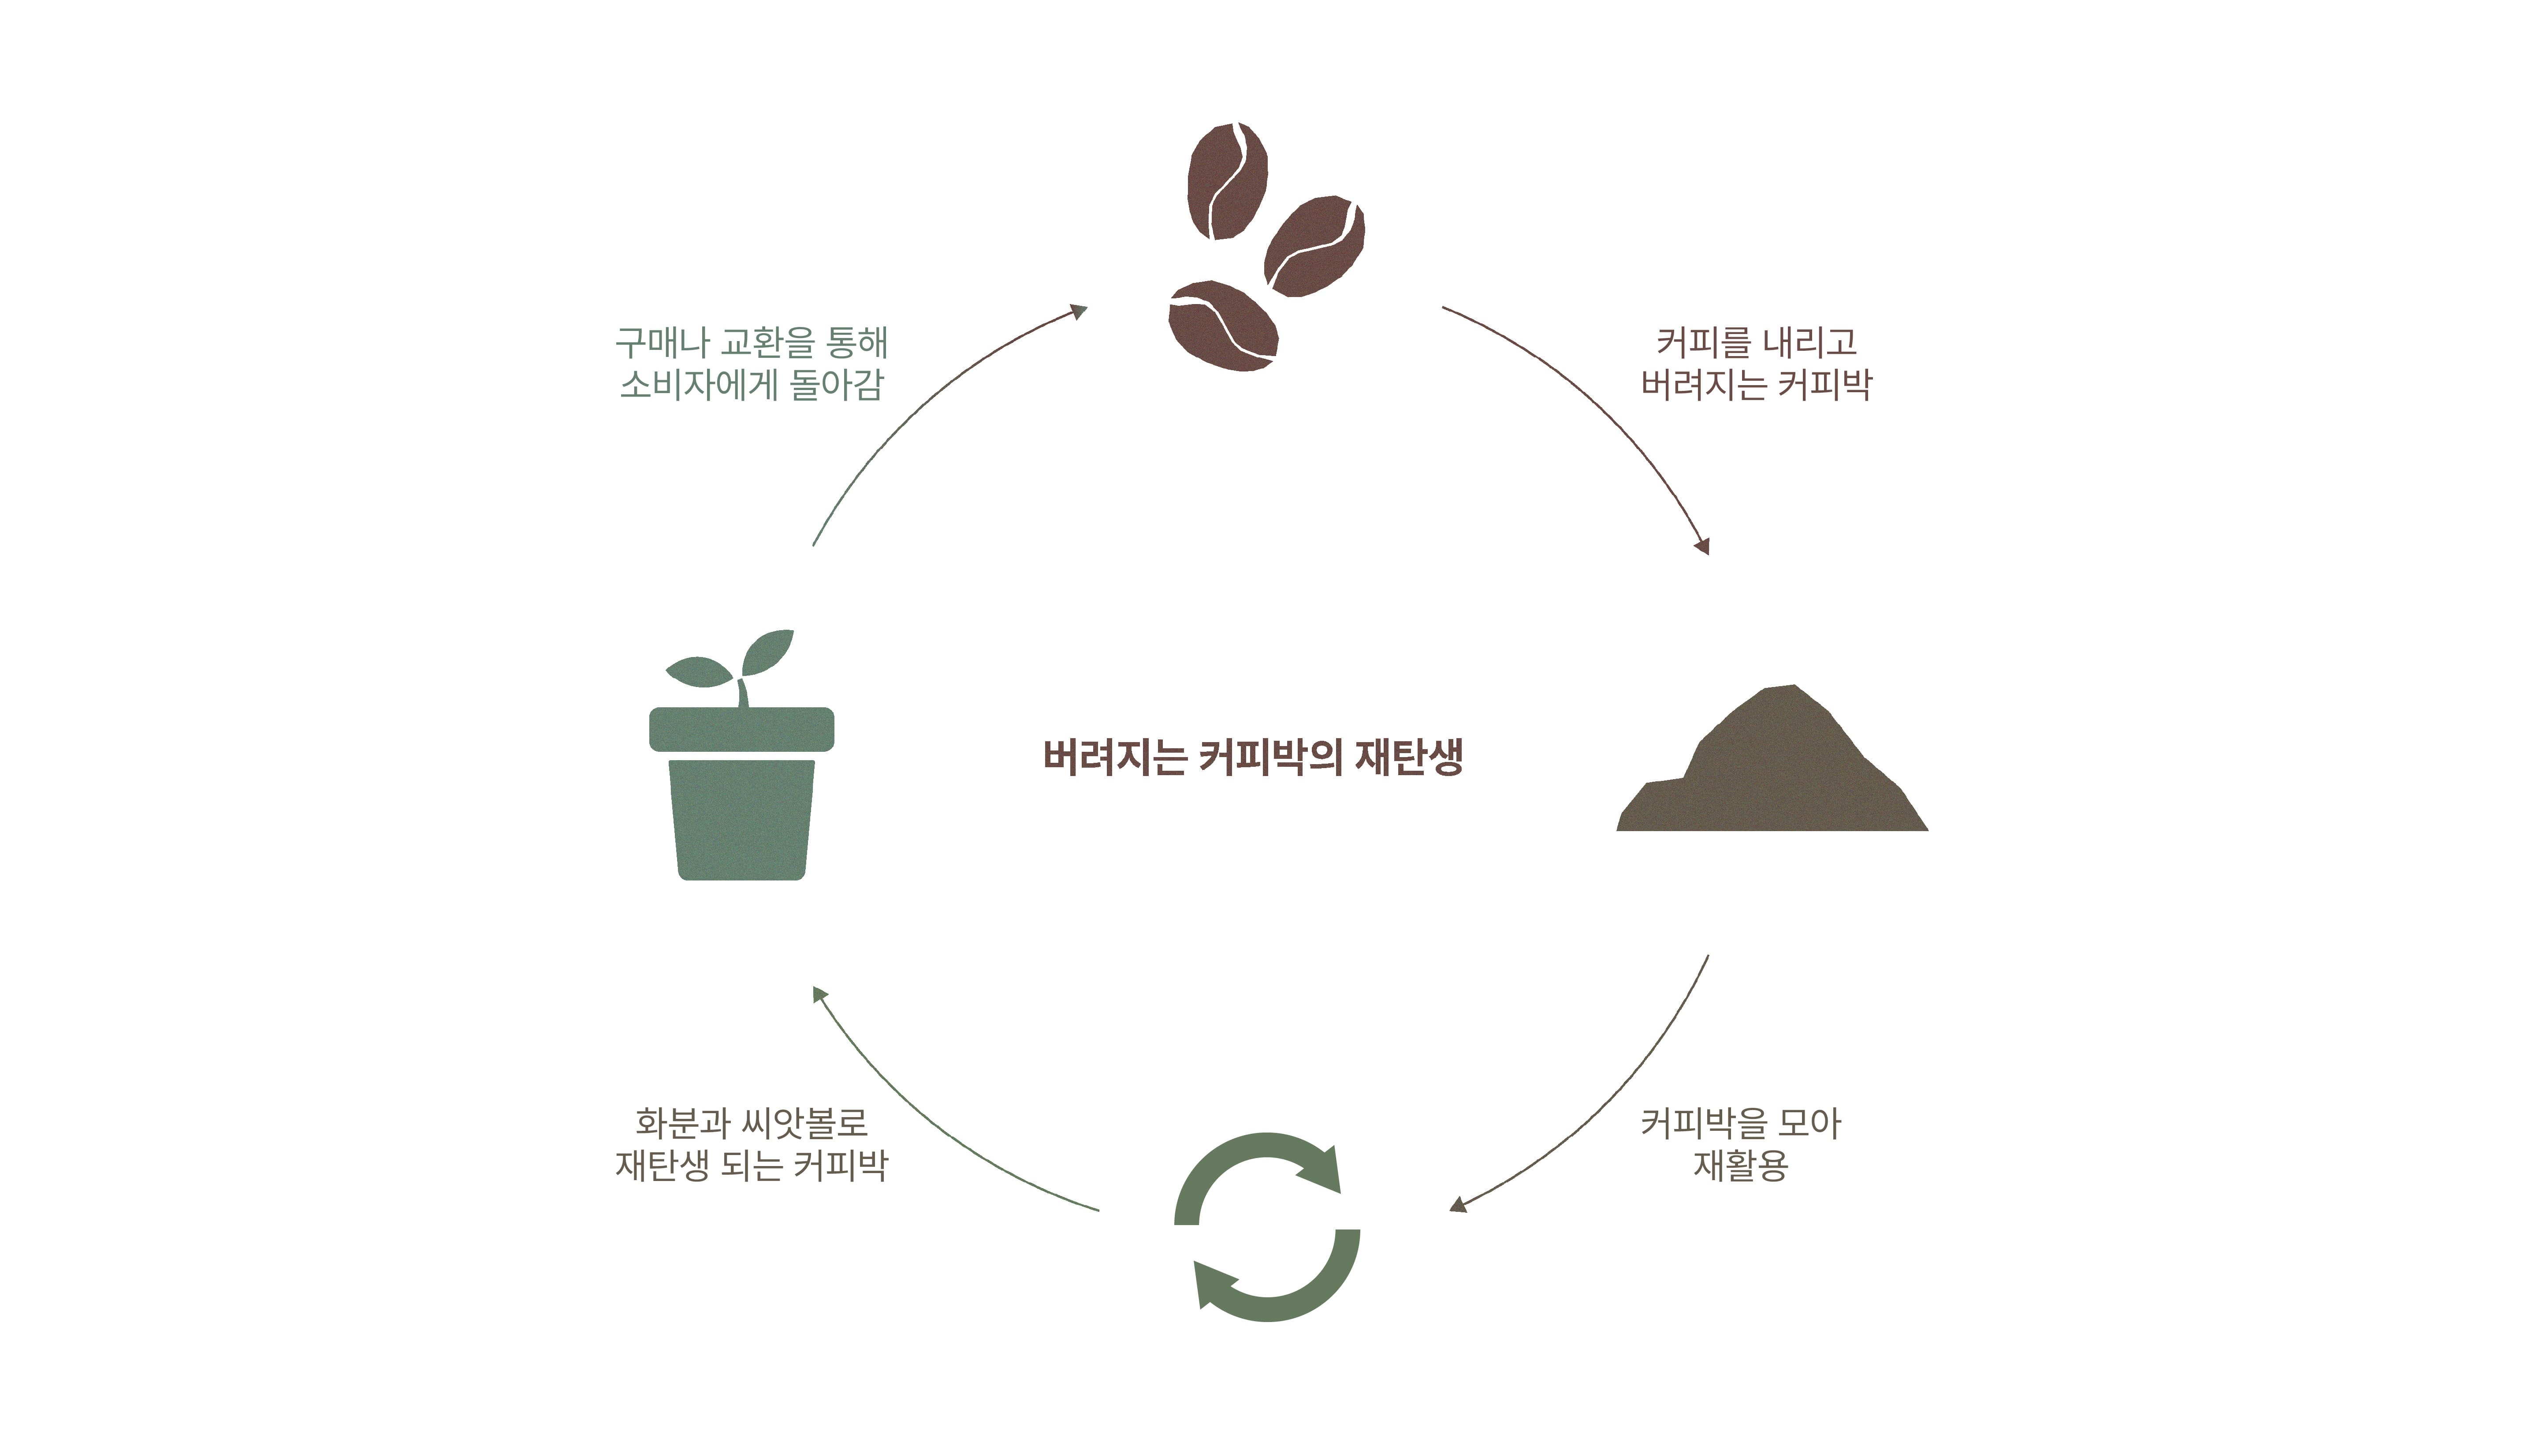 구매나 교환을 통해
소비자에게 돌아감
커피를 내리고
버려지는 커피박
버려지는 커피박의 재탄생
화분과 씨앗볼로
재탄생 되는 커피박
커피박을 모아
재활용